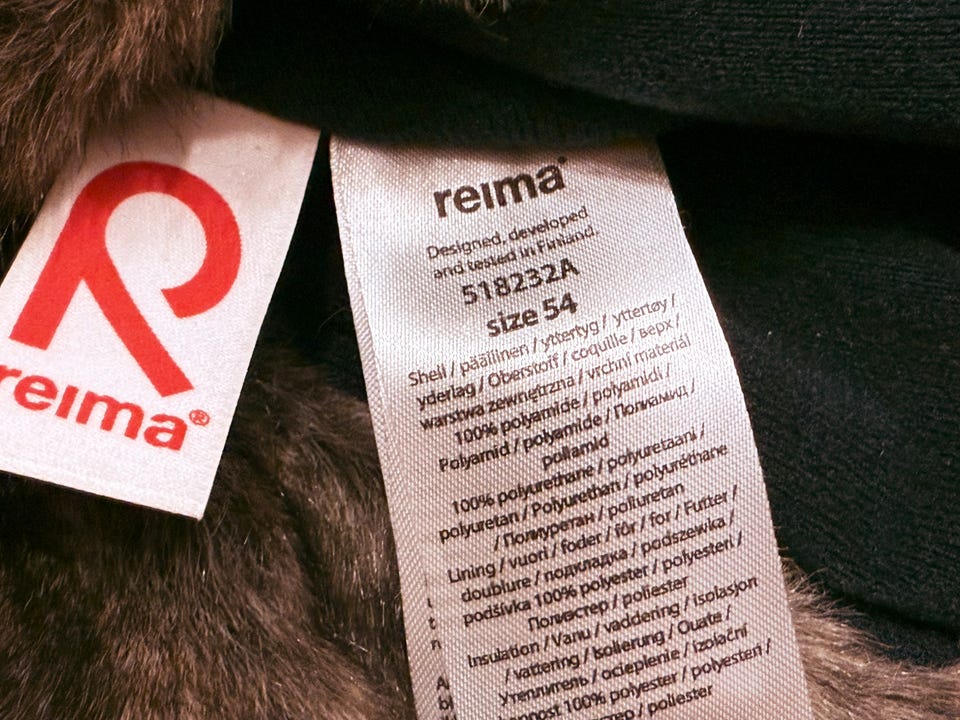 reima®
reima
Designed, developed
and tested in Finland.
518232A
size 54
Shell / päällinen / yttertyg / yttertøy /
yderlag / Oberstoff / coquille / верх /
warstwa zewnętrzna / vrchní materiál
100% polyamide / polyamidi /
Polyamid / polyamide / Полиамид /
poliamid
100% polyurethane / polyuretaani /
polyuretan / Polyurethan / polyuréthane
/ Полиуретан / poliuretan
Lining / vuori / foder / fôr / for / Futter /
doublure / подкладка / podszewka /
podšívka 100% polyester / polyesteri /
Полиэстер / poliester
Insulation / Vanu / vaddering / isolasjon
/ vattering / Isolierung / Ouate /
Утеплитель / ocieplenie / izolační
100% polyester / polyesteri /
/ poliester